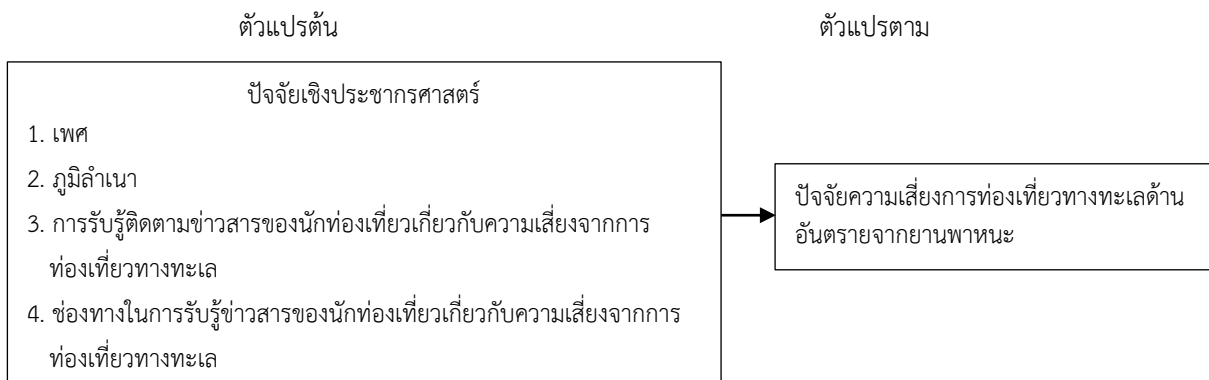 ตัวแปรต้น
ตัวแปรตาม
ปัจจัยเชิงประชากรศาสตร์
1. เพศ
2. ภูมิลำเนา
3. การรับรู้ติดตามข่าวสารของนักท่องเที่ยวเกี่ยวกับความเสี่ยงจากการ
ท่องเที่ยวทางทะเล
4. ช่องทางในการรับรู้ข่าวสารของนักท่องเที่ยวเกี่ยวกับความเสี่ยงจากการ
ท่องเที่ยวทางทะเล
ปัจจัยความเสี่ยงการท่องเที่ยวทางทะเลด้าน
อันตรายจากยานพาหนะ